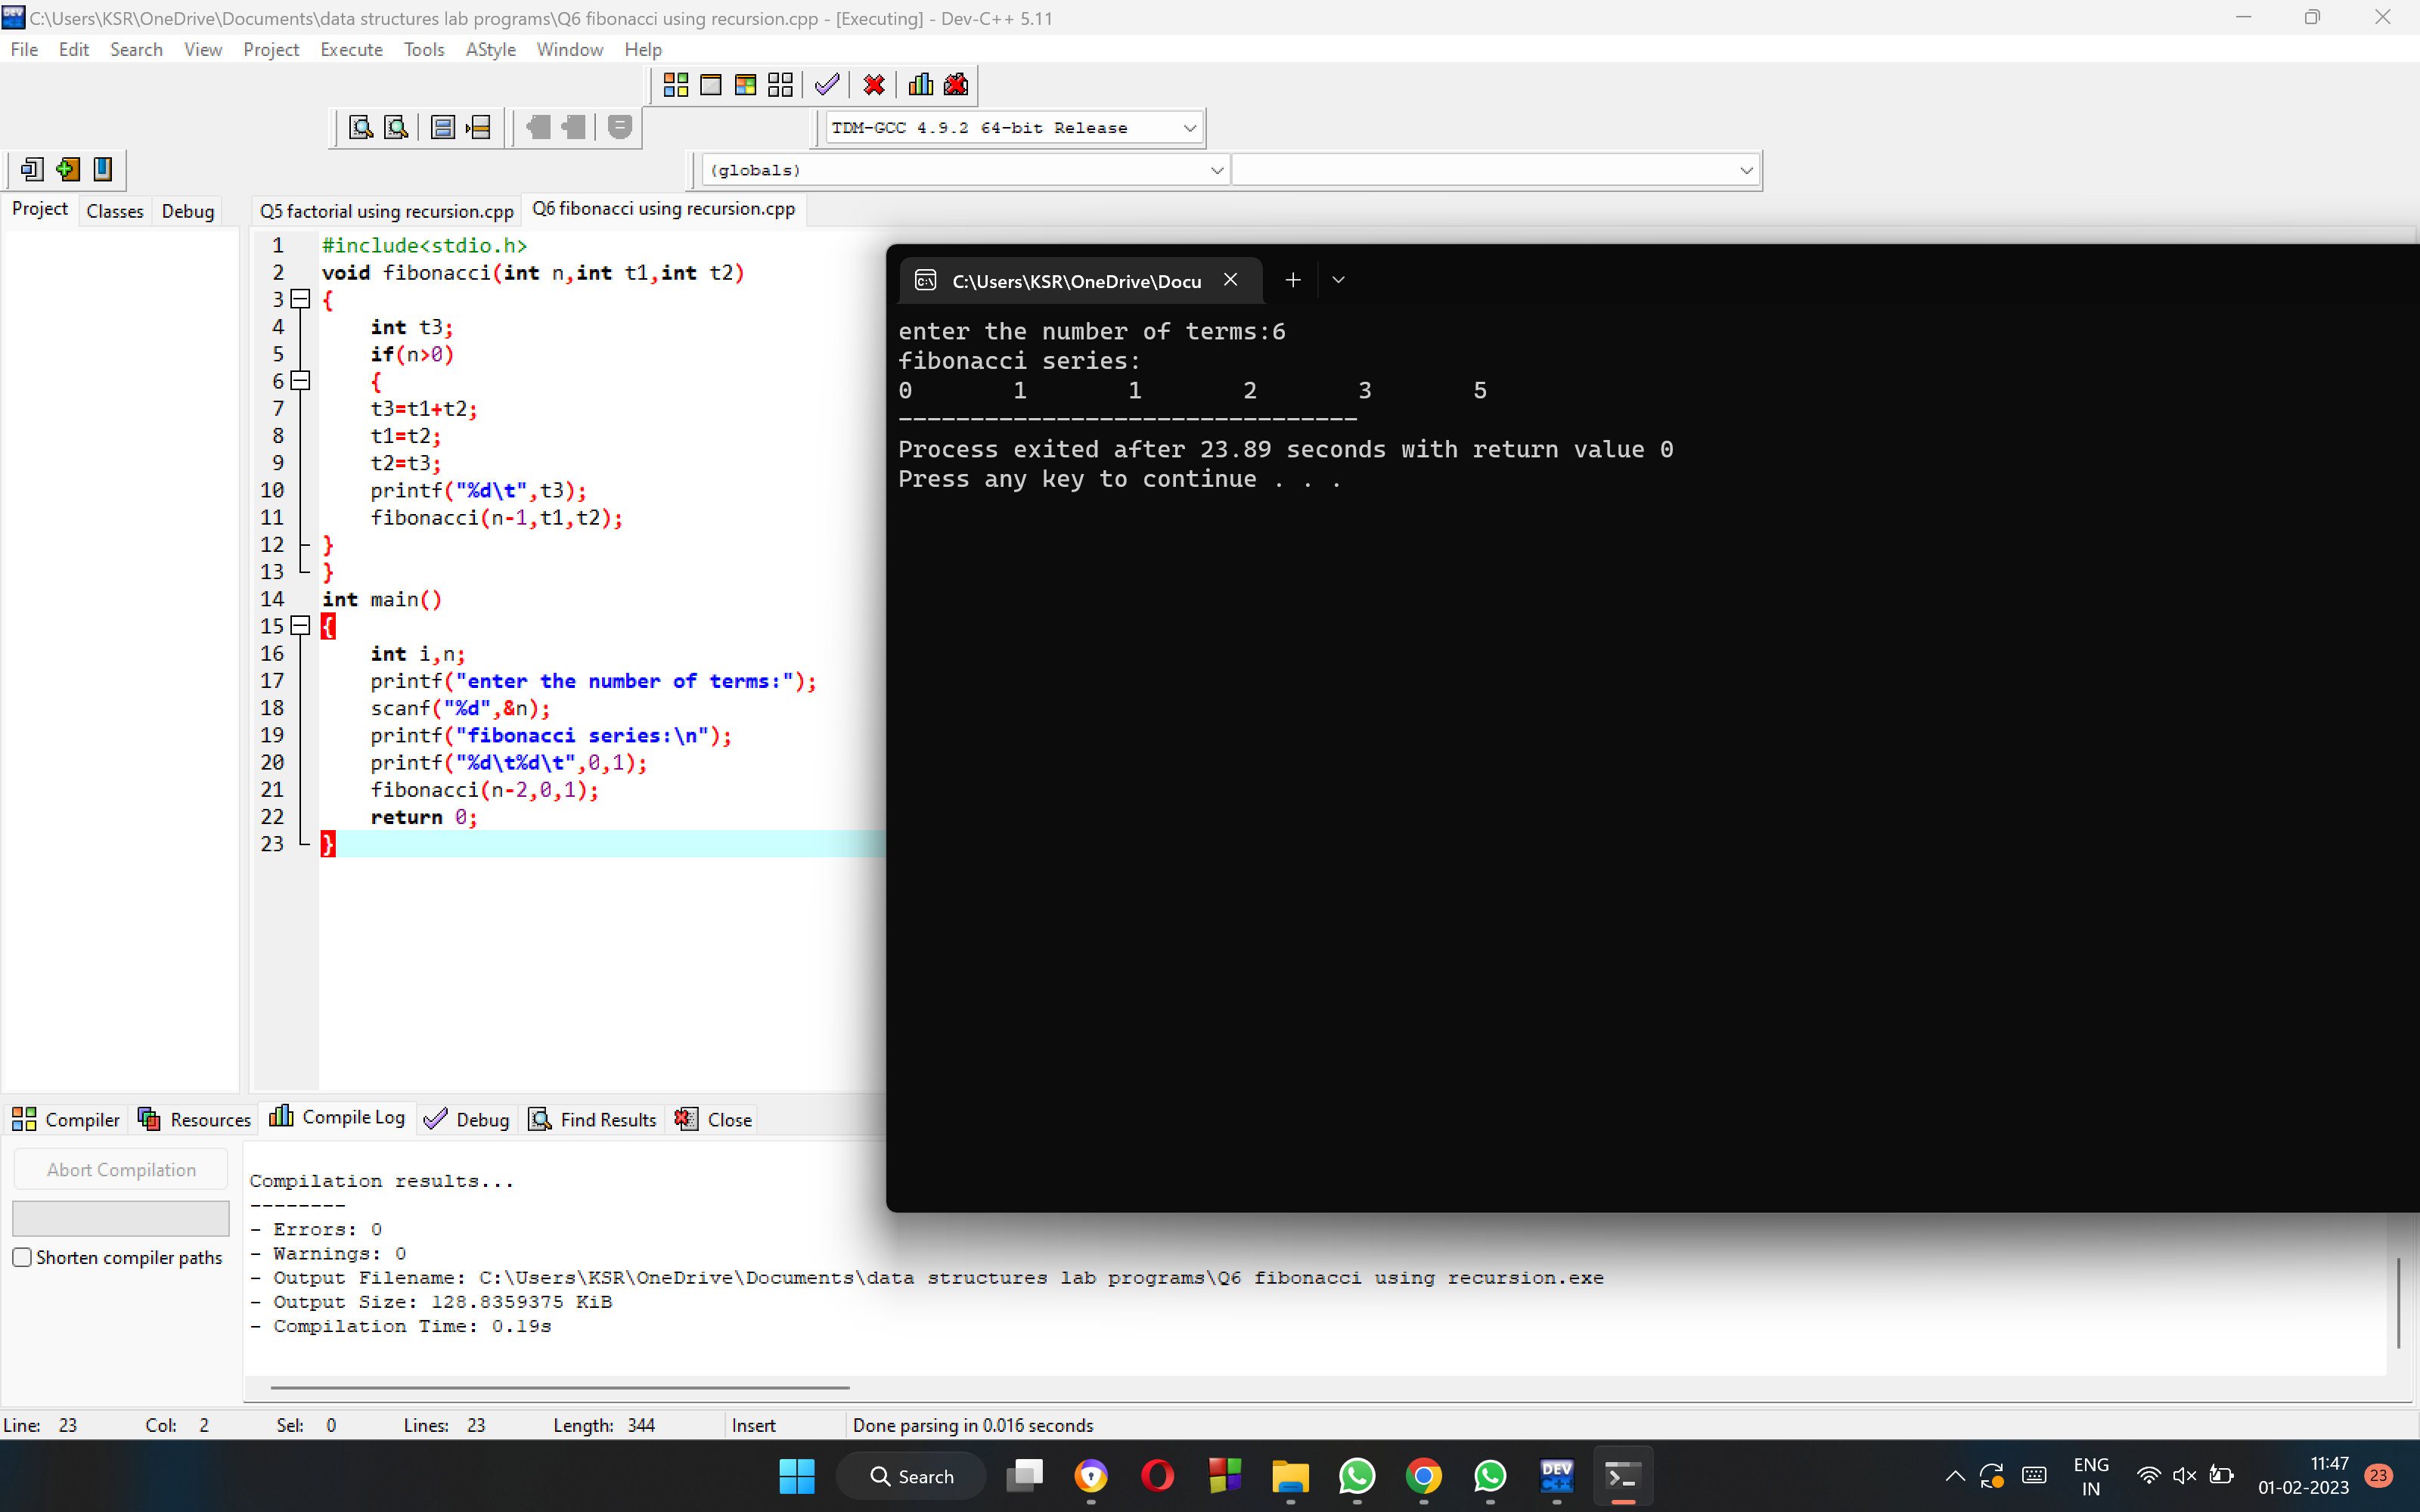 C:\Users\KSR\OneDrive\Documents\data structures lab programs\Q6 fibonacci using recursion.cpp - [Executing] - Dev-C++ 5.11
File Edit Search View Project Execute Tools AStyle Window Help
TDM-GCC 4.9.2 64-bit Release
(globals)
Project Classes Debug
Q5 factorial using recursion.cpp Q6 fibonacci using recursion.cpp
1 #include<stdio.h>
2 void fibonacci(int n,int t1,int t2)
3 {
4 int t3;
5 if(n>0)
6 {
7 t3=t1+t2;
8 t1=t2;
9 t2=t3;
10 printf("%d\t",t3);
11 fibonacci(n-1,t1,t2);
12 }
13 }
14 int main()
15 {
16 int i,n;
17 printf("enter the number of terms:");
18 scanf("%d",&n);
19 printf("fibonacci series:\n");
20 printf("%d\t%d\t",0,1);
21 fibonacci(n-2,0,1);
22 return 0;
23 }
C:\Users\KSR\OneDrive\Docu
enter the number of terms:6
fibonacci series:
0 1 1 2 3 5
--------------------------------
Process exited after 23.89 seconds with return value 0
Press any key to continue . . .
Compiler Resources Compile Log Debug Find Results Close
Abort Compilation
Shorten compiler paths
Compilation results...
--------
- Errors: 0
- Warnings: 0
- Output Filename: C:\Users\KSR\OneDrive\Documents\data structures lab programs\Q6 fibonacci using recursion.exe
- Output Size: 128.8359375 KiB
- Compilation Time: 0.19s
Line: 23 Col: 2 Sel: 0 Lines: 23 Length: 344 Insert Done parsing in 0.016 seconds
Search
DEV C++
ENG
IN
11:47
01-02-2023
23